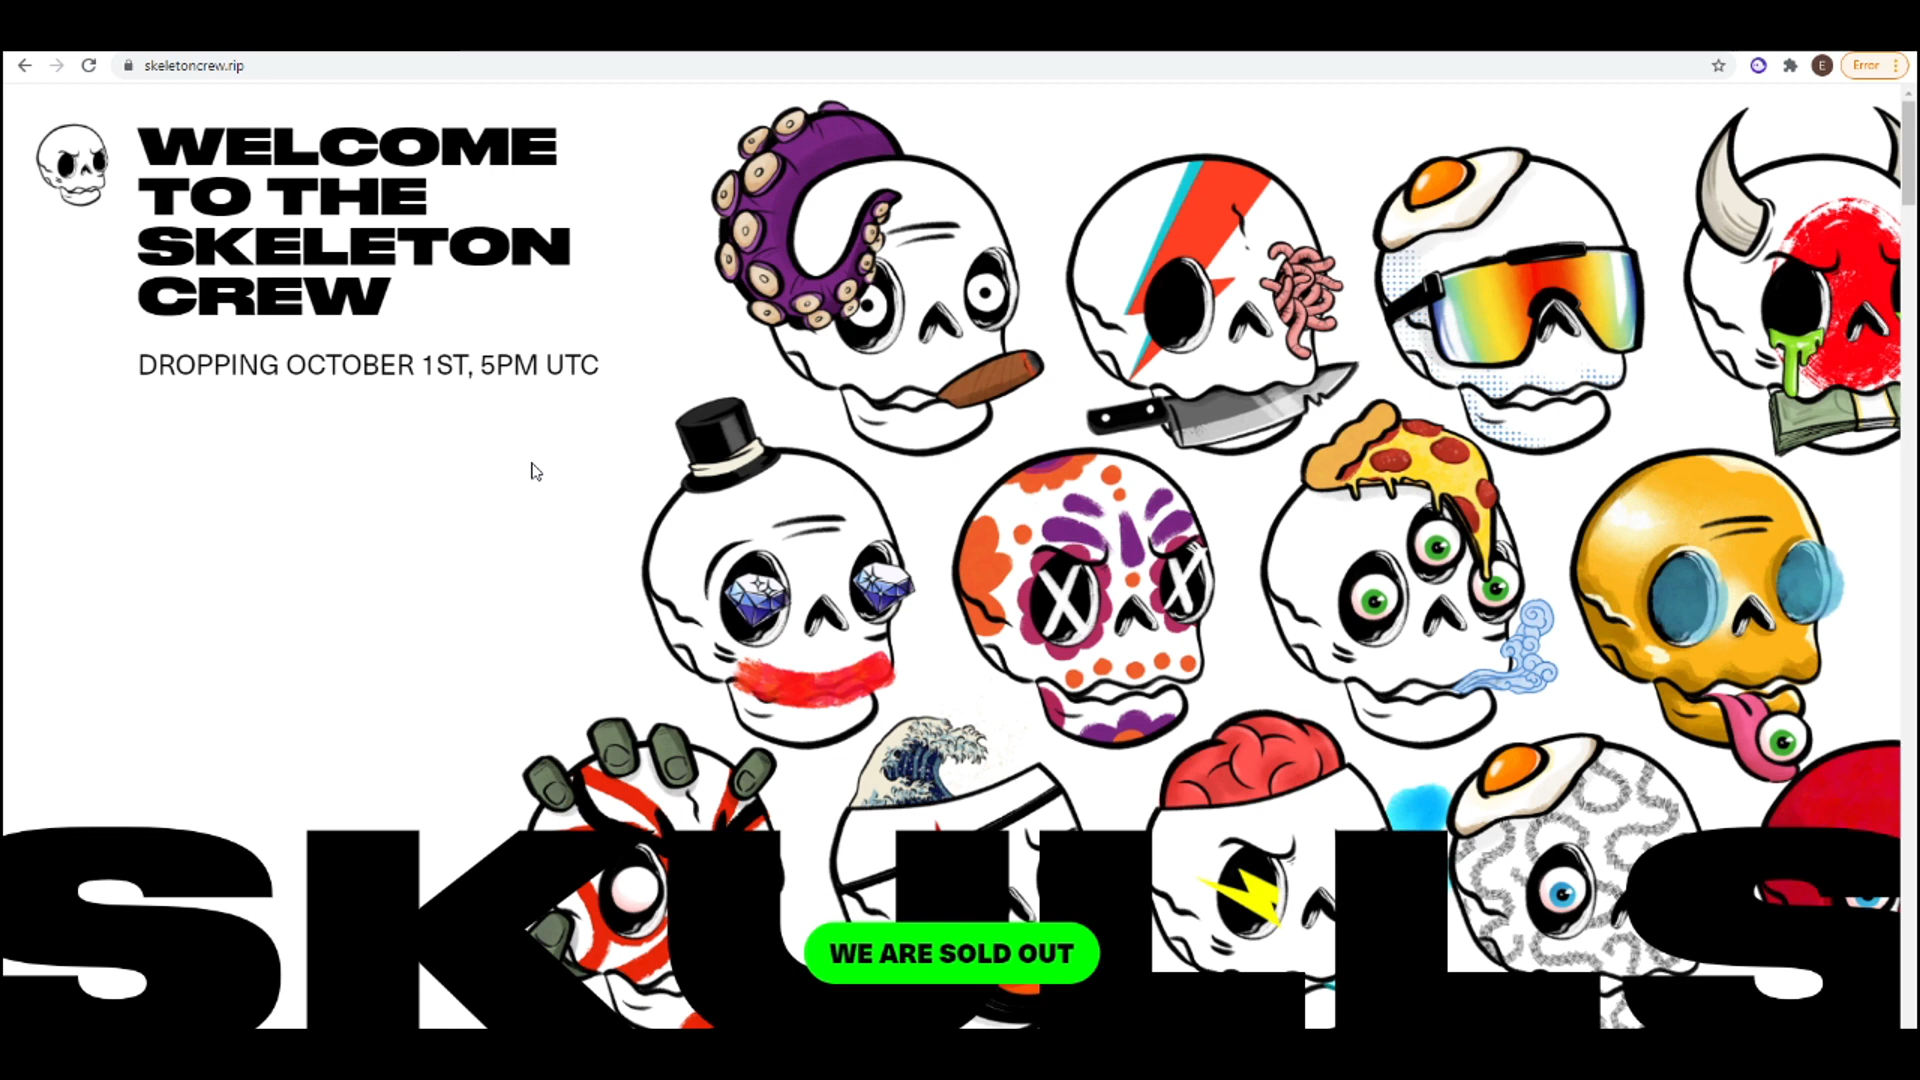 skeletoncrew.rip
E
Error
WELCOME
TO THE
SKELETON
CREW
DROPPING OCTOBER 1ST, 5PM UTC
SKULLS
WE ARE SOLD OUT